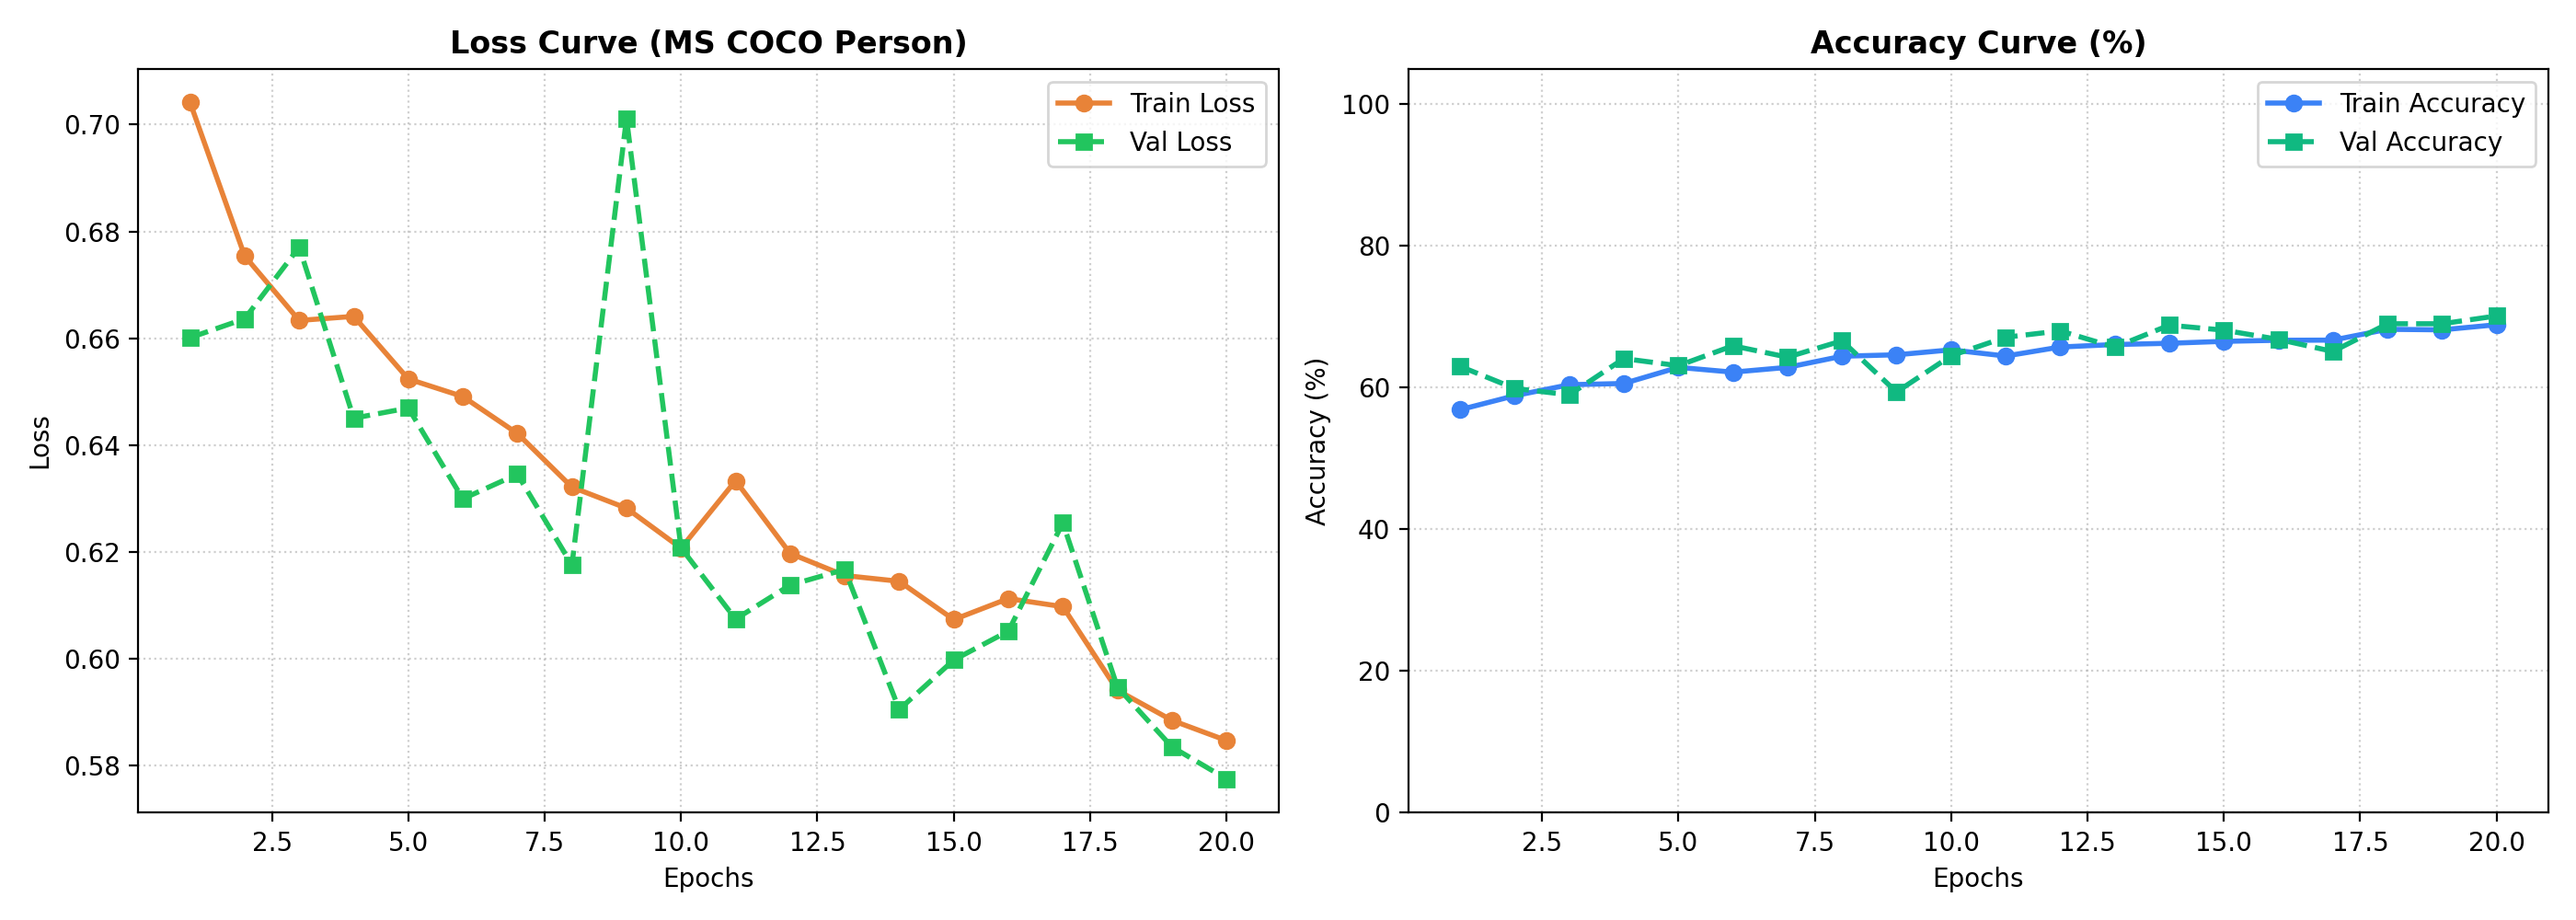 Loss Curve (MS COCO Person)
0.70
0.68
0.66
0.64
0.62
0.60
0.58
Loss
Train Loss
Val Loss
2.5 5.0 7.5 10.0 12.5 15.0 17.5 20.0
Epochs
Accuracy Curve (%)
100
80
60
40
20
0
Accuracy (%)
Train Accuracy
Val Accuracy
2.5 5.0 7.5 10.0 12.5 15.0 17.5 20.0
Epochs